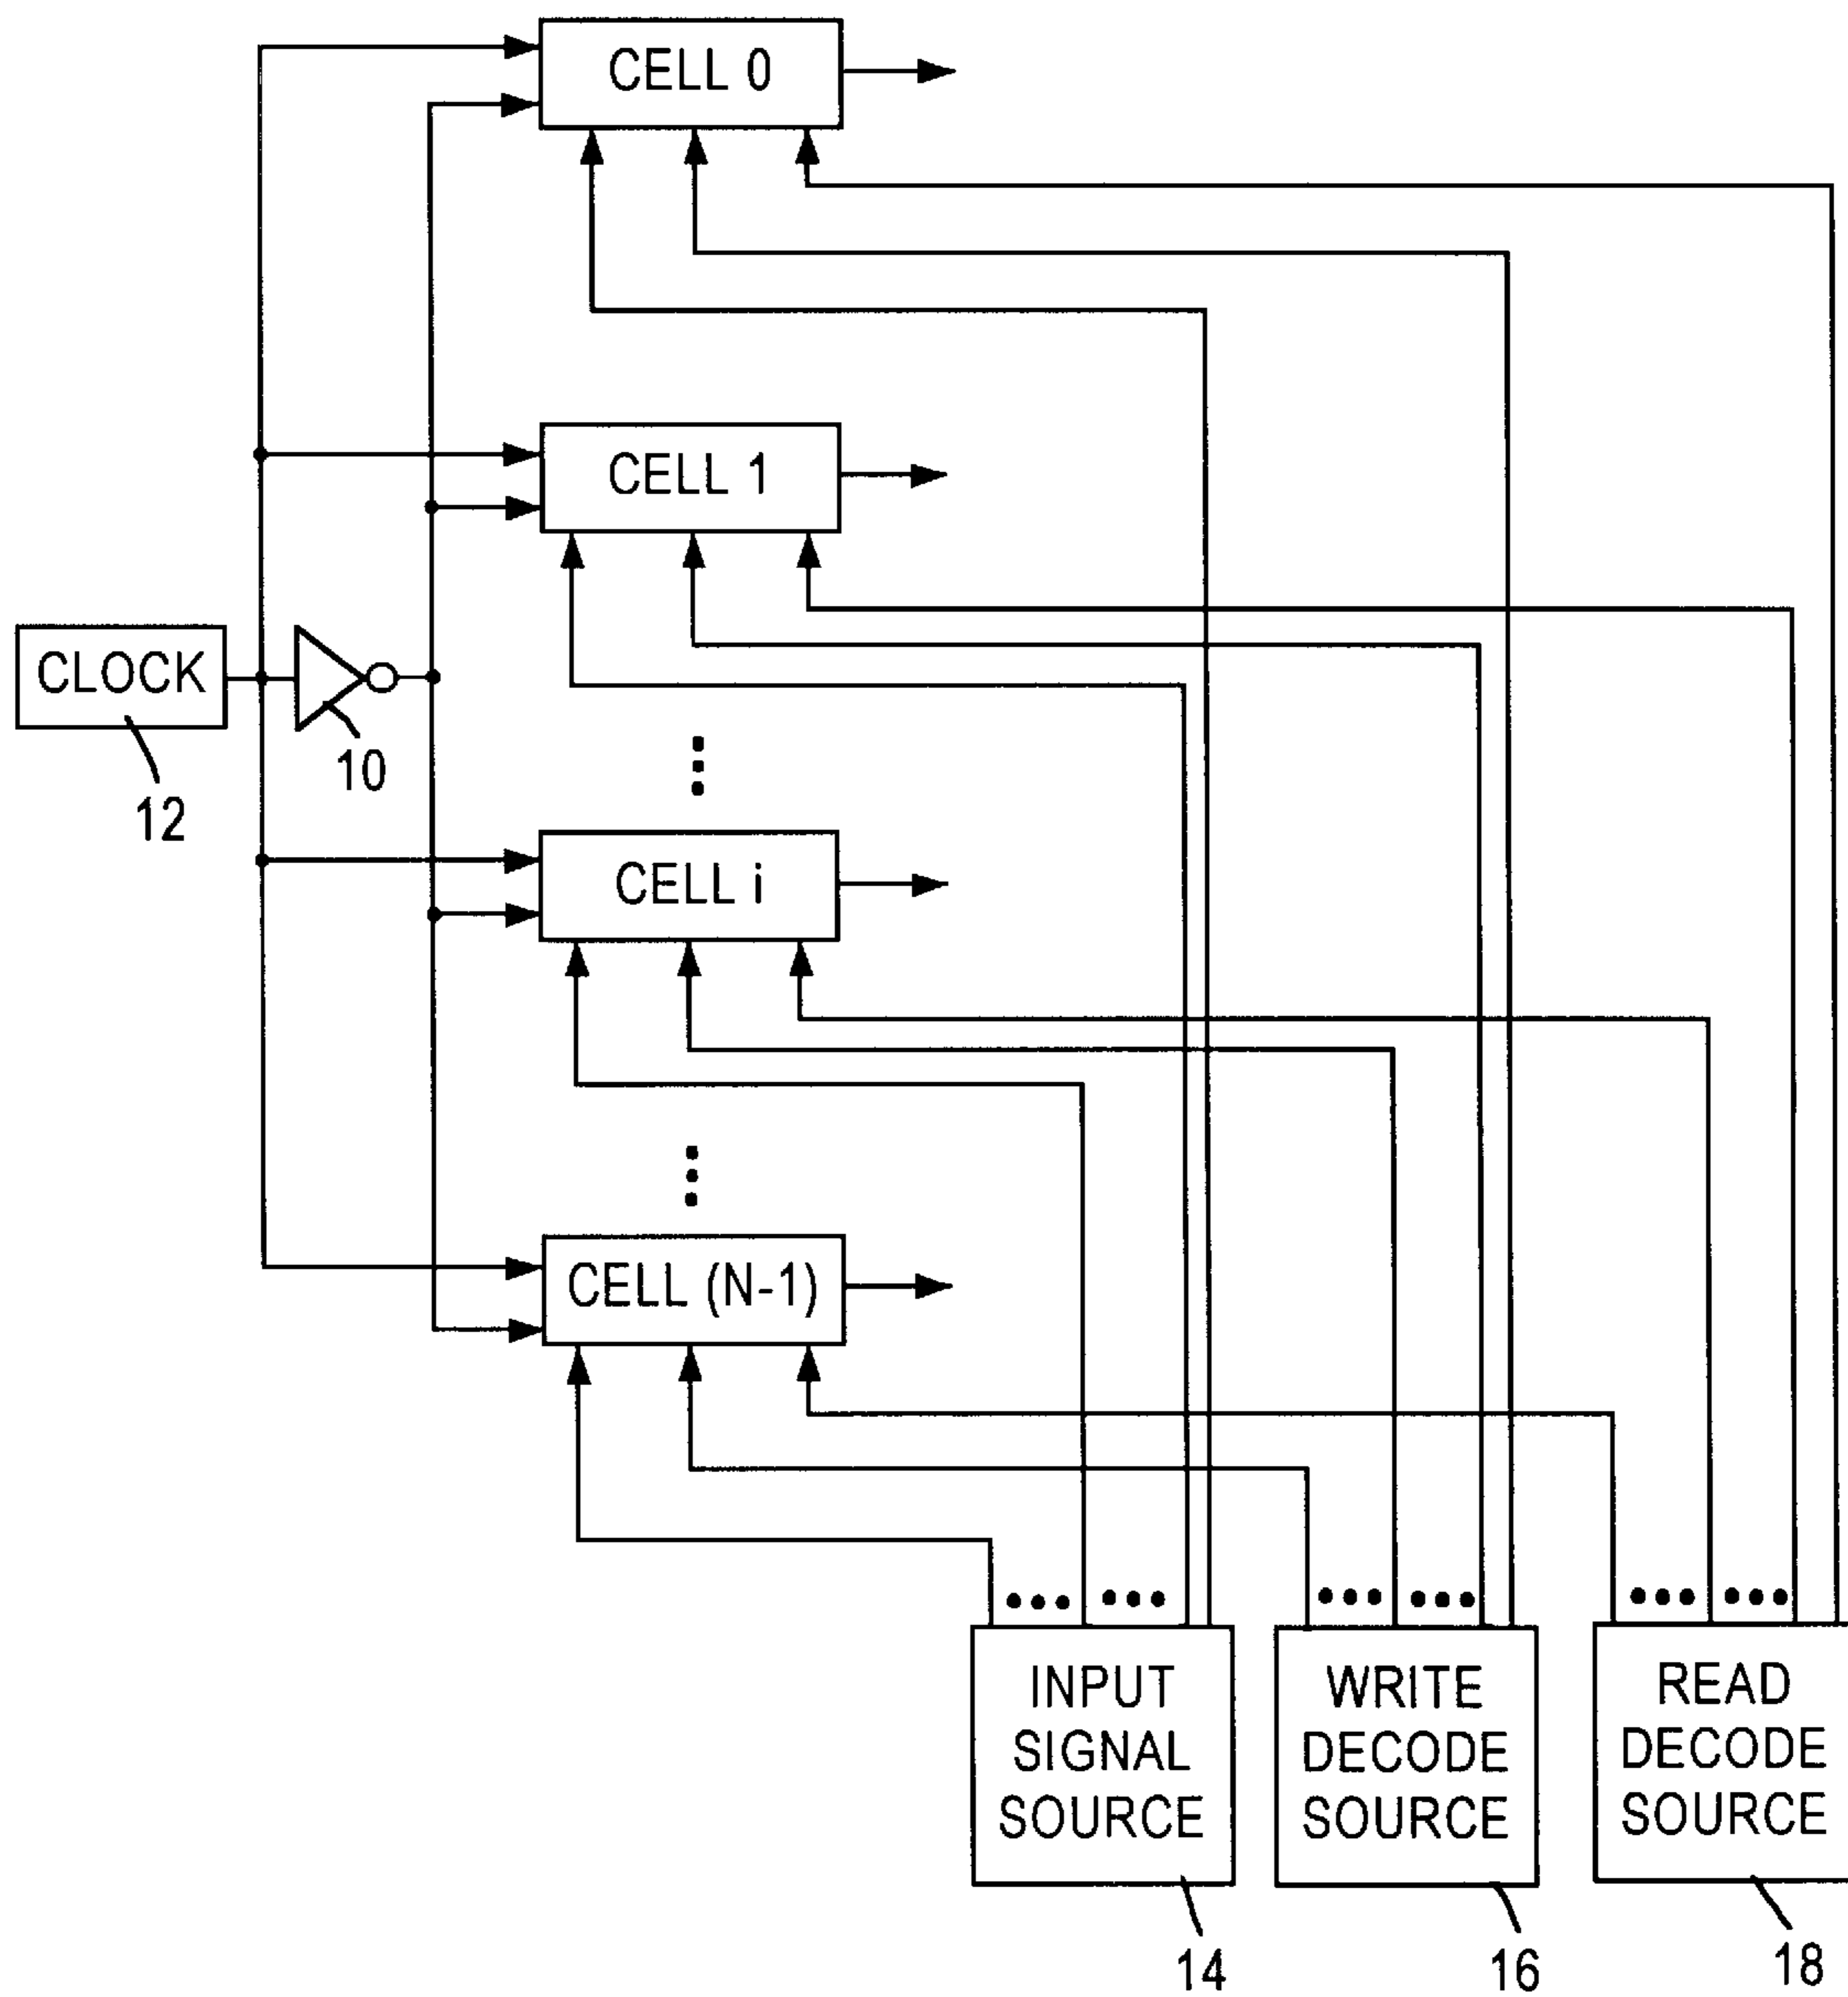 CELL 0
CELL 1
CLOCK
10
12
CELL i
CELL (N-1)
INPUT
SIGNAL
SOURCE
WRITE
DECODE
SOURCE
READ
DECODE
SOURCE
14
16
18